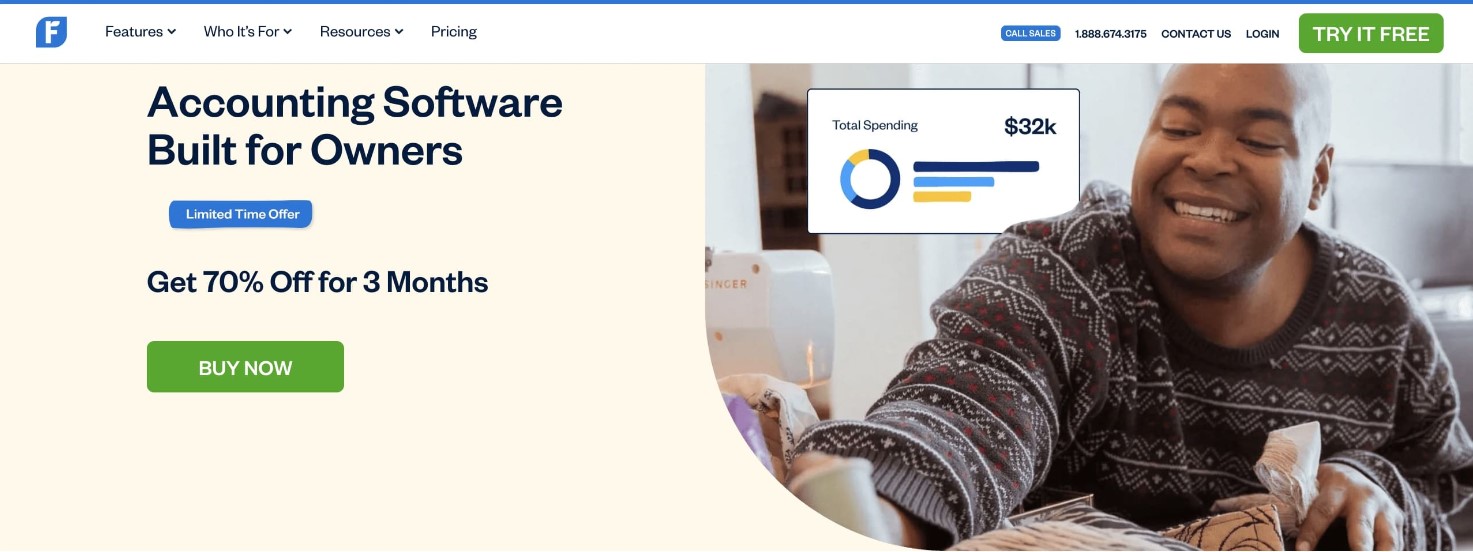 F
Features
Who It's For
Resources
Pricing
CALL SALES
1.888.674.3175
CONTACT US
LOGIN
TRY IT FREE
Accounting Software
Built for Owners
Limited Time Offer
Get 70% Off for 3 Months
BUY NOW
Total Spending
$32k
SINGER